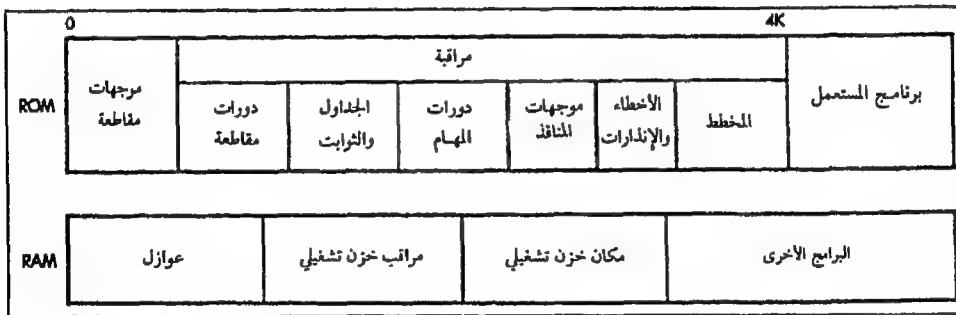 0
4K
ROM
موجهات
مقاطعة
مراقبة
دورات
مقاطعة
الجداول
والثوابت
دورات
المهام
موجهات
المنافذ
الأخطاء
والإنذارات
المخطط
برنامج المستعمل
RAM
عوازل
مراقب خزن تشغيلي
مكان خزن تشغيلي
البرامج الأخرى